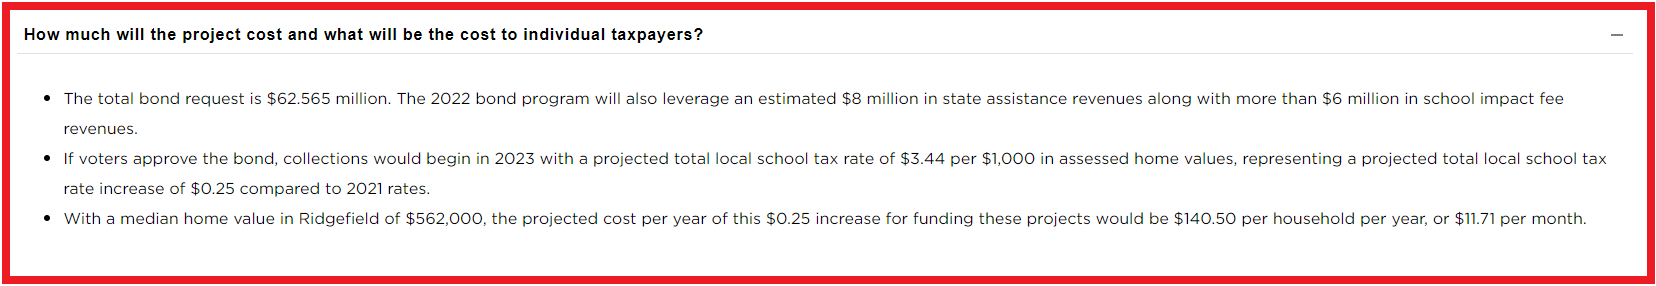 How much will the project cost and what will be the cost to individual taxpayers?
• The total bond request is $62.565 million. The 2022 bond program will also leverage an estimated $8 million in state assistance revenues along with more than $6 million in school impact fee
revenues.
• If voters approve the bond, collections would begin in 2023 with a projected total local school tax rate of $3.44 per $1,000 in assessed home values, representing a projected total local school tax
rate increase of $0.25 compared to 2021 rates.
• With a median home value in Ridgefield of $562,000, the projected cost per year of this $0.25 increase for funding these projects would be $140.50 per household per year, or $11.71 per month.